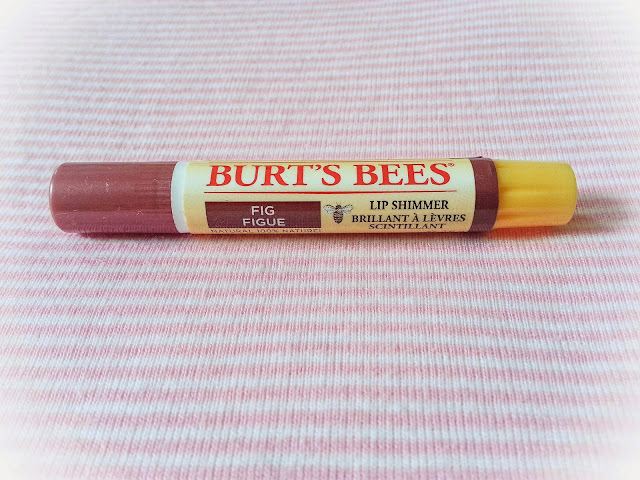 BURT'S BEES®
FIG
FIGUE
NATURAL 100% NATUREL
LIP SHIMMER
BRILLANT À LÈVRES
SCINTILLANT